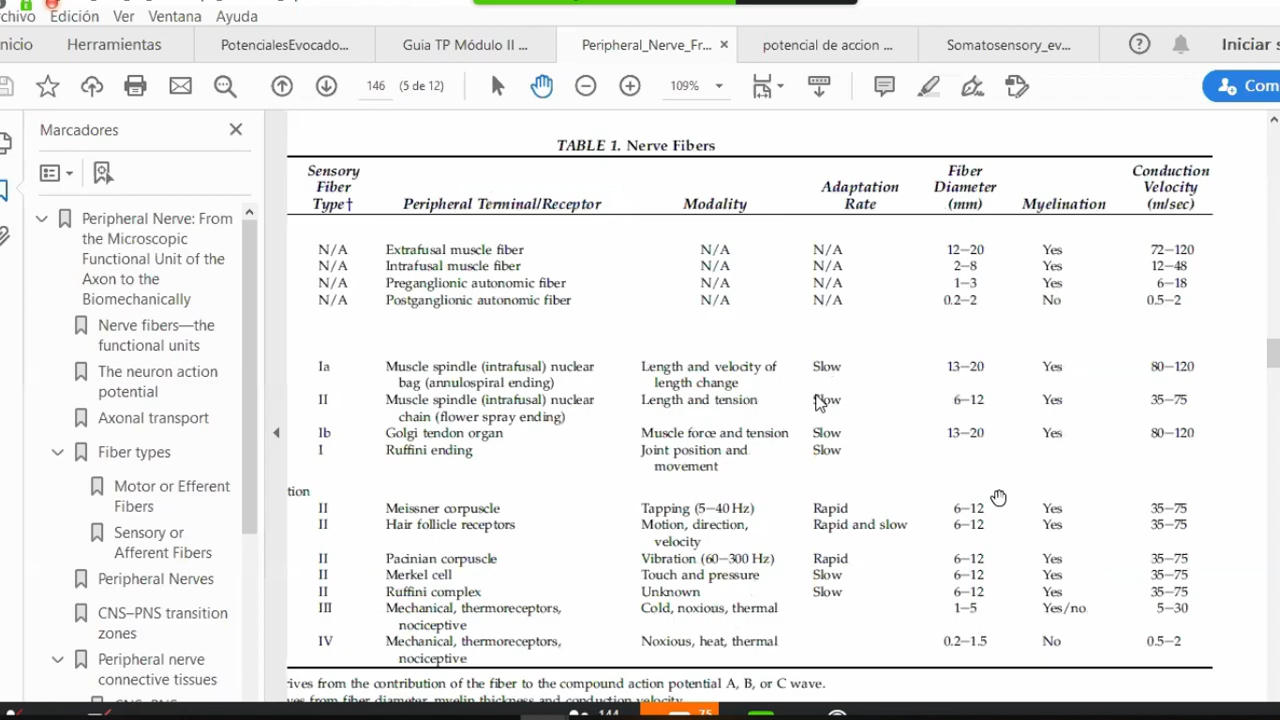 rchivo Edición Ver Ventana Ayuda
nicio Herramientas PotencialesEvocado... Guia TP Módulo II ... Peripheral_Nerve_Fr... × potencial de accion ... Somatosensory_ev... Iniciar s
146 (5 de 12) 109% Com
Marcadores
Peripheral Nerve: From
the Microscopic
Functional Unit of the
Axon to the
Biomechanically
Nerve fibers—the
functional units
The neuron action
potential
Axonal transport
Fiber types
Motor or Efferent
Fibers
Sensory or
Afferent Fibers
Peripheral Nerves
CNS–PNS transition
zones
Peripheral nerve
connective tissues
TABLE 1. Nerve Fibers
Sensory
Fiber
Type† Peripheral Terminal/Receptor Modality Adaptation
Rate Fiber
Diameter
(mm) Myelination Conduction
Velocity
(m/sec)
N/A Extrafusal muscle fiber N/A N/A 12–20 Yes 72–120
N/A Intrafusal muscle fiber N/A N/A 2–8 Yes 12–48
N/A Preganglionic autonomic fiber N/A N/A 1–3 Yes 6–18
N/A Postganglionic autonomic fiber N/A N/A 0.2–2 No 0.5–2
Ia Muscle spindle (intrafusal) nuclear
bag (annulospiral ending) Length and velocity of
length change Slow 13–20 Yes 80–120
II Muscle spindle (intrafusal) nuclear
chain (flower spray ending) Length and tension Slow 6–12 Yes 35–75
Ib Golgi tendon organ Muscle force and tension Slow 13–20 Yes 80–120
I Ruffini ending Joint position and
movement Slow
tion
II Meissner corpuscle Tapping (5–40 Hz) Rapid 6–12 Yes 35–75
II Hair follicle receptors Motion, direction,
velocity Rapid and slow 6–12 Yes 35–75
II Pacinian corpuscle Vibration (60–300 Hz) Rapid 6–12 Yes 35–75
II Merkel cell Touch and pressure Slow 6–12 Yes 35–75
II Ruffini complex Unknown Slow 6–12 Yes 35–75
III Mechanical, thermoreceptors,
nociceptive Cold, noxious, thermal 1–5 Yes/no 5–30
IV Mechanical, thermoreceptors,
nociceptive Noxious, heat, thermal 0.2–1.5 No 0.5–2
rives from the contribution of the fiber to the compound action potential A, B, or C wave.
from fiber diameter, myelin thickness and conduction velocity
144 75